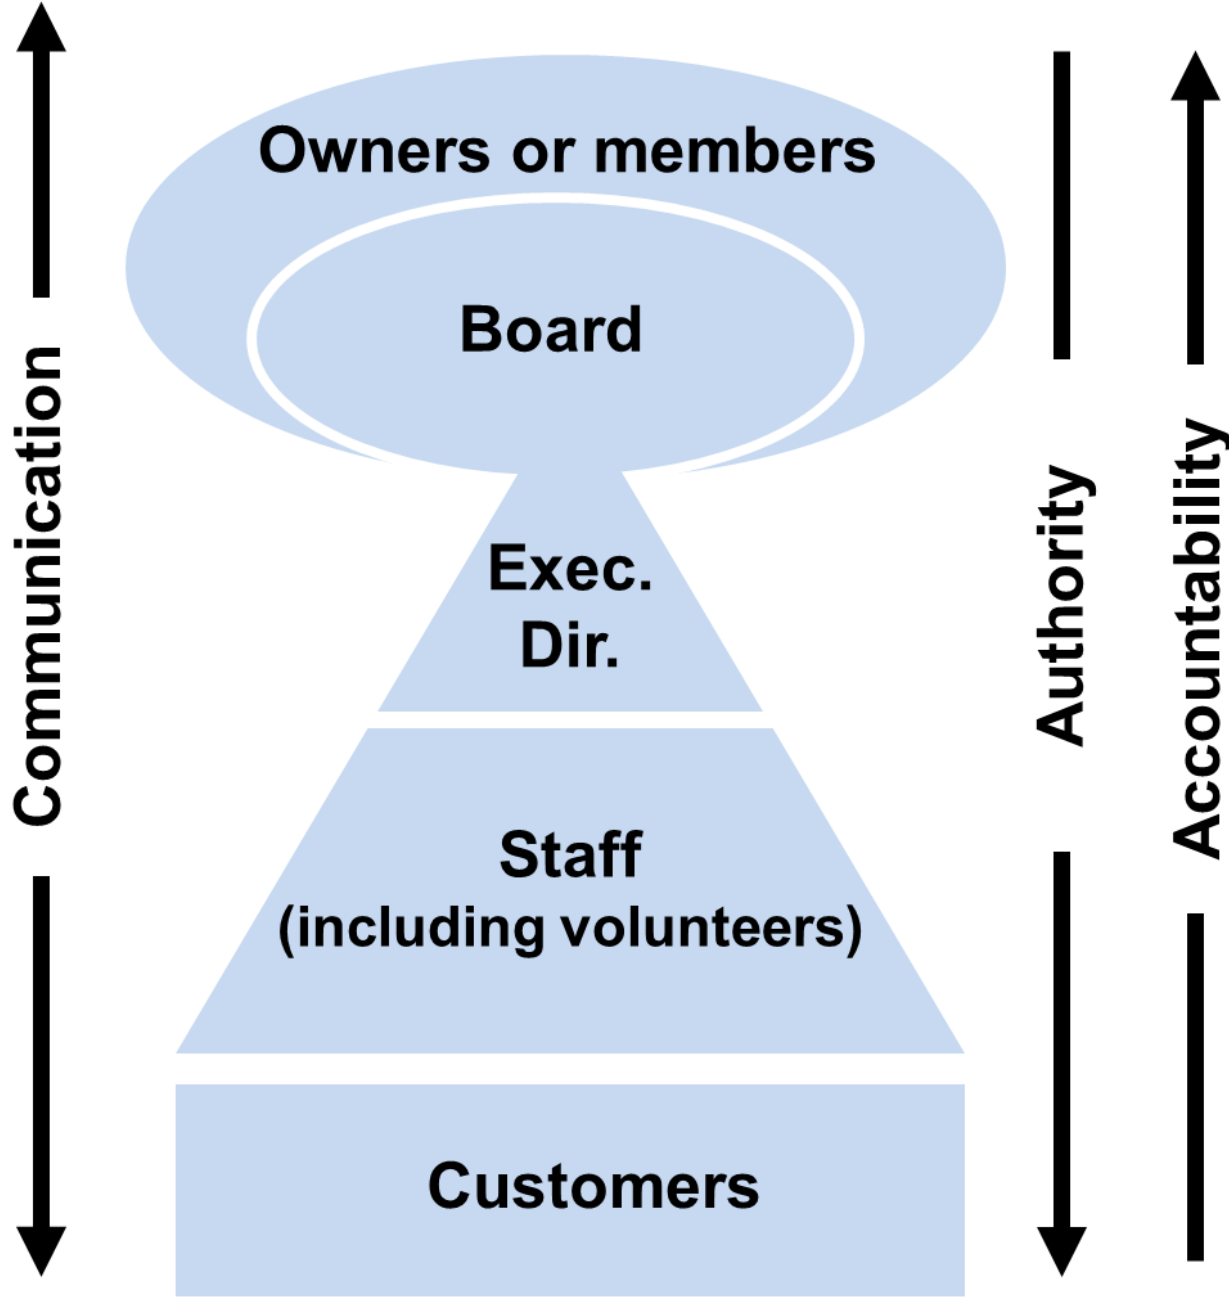 Owners or members
Board
Exec.
Dir.
Staff
(including volunteers)
Customers
Communication
Authority
Accountability